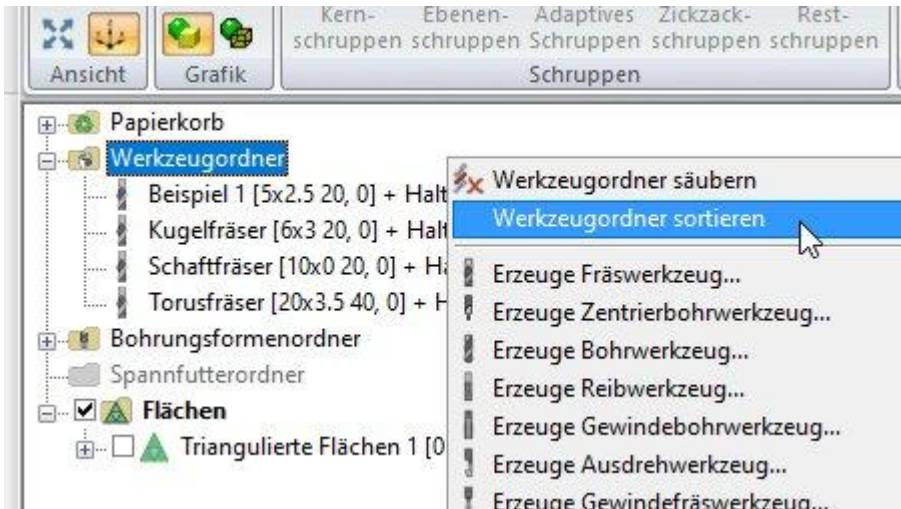 Kern- Ebenen- Adaptives Zickzack- Rest-
schruppen schruppen Schruppen schruppen schruppen
Ansicht Grafik Schruppen
Papierkorb
Werkzeugordner
Beispiel 1 [5x2.5 20, 0] + Halt
Kugelfräser [6x3 20, 0] + Halt
Schaftfräser [10x0 20, 0] + Ha
Torusfräser [20x3.5 40, 0] + H
Bohrungsformenordner
Spannfutterordner
Flächen
Triangulierte Flächen 1 [0
Werkzeugordner säubern
Werkzeugordner sortieren
Erzeuge Fräswerkzeug...
Erzeuge Zentrierbohrwerkzeug...
Erzeuge Bohrwerkzeug...
Erzeuge Reibwerkzeug...
Erzeuge Gewindebohrwerkzeug...
Erzeuge Ausdrehwerkzeug...
Erzeuge Gewindefräswerkzeug...